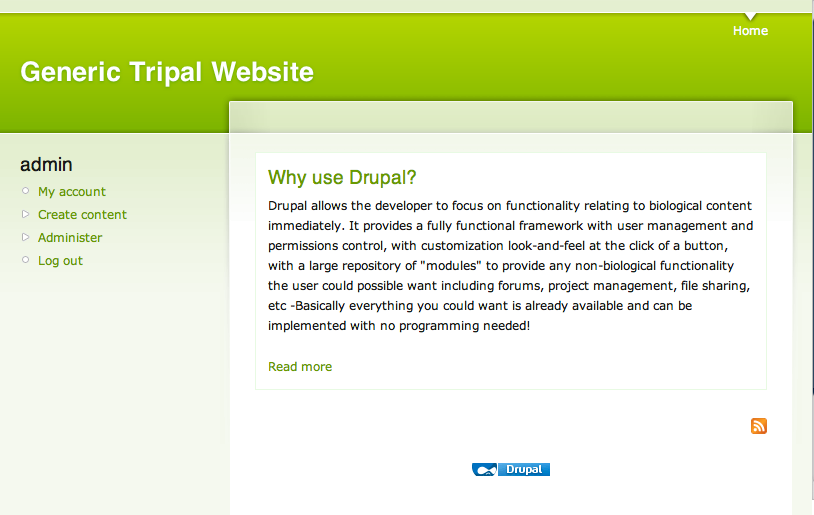 Home
Generic Tripal Website
admin
My account
Create content
Administer
Log out
Why use Drupal?
Drupal allows the developer to focus on functionality relating to biological content
immediately. It provides a fully functional framework with user management and
permissions control, with customization look-and-feel at the click of a button,
with a large repository of "modules" to provide any non-biological functionality
the user could possible want including forums, project management, file sharing,
etc -Basically everything you could want is already available and can be
implemented with no programming needed!
Read more
Drupal